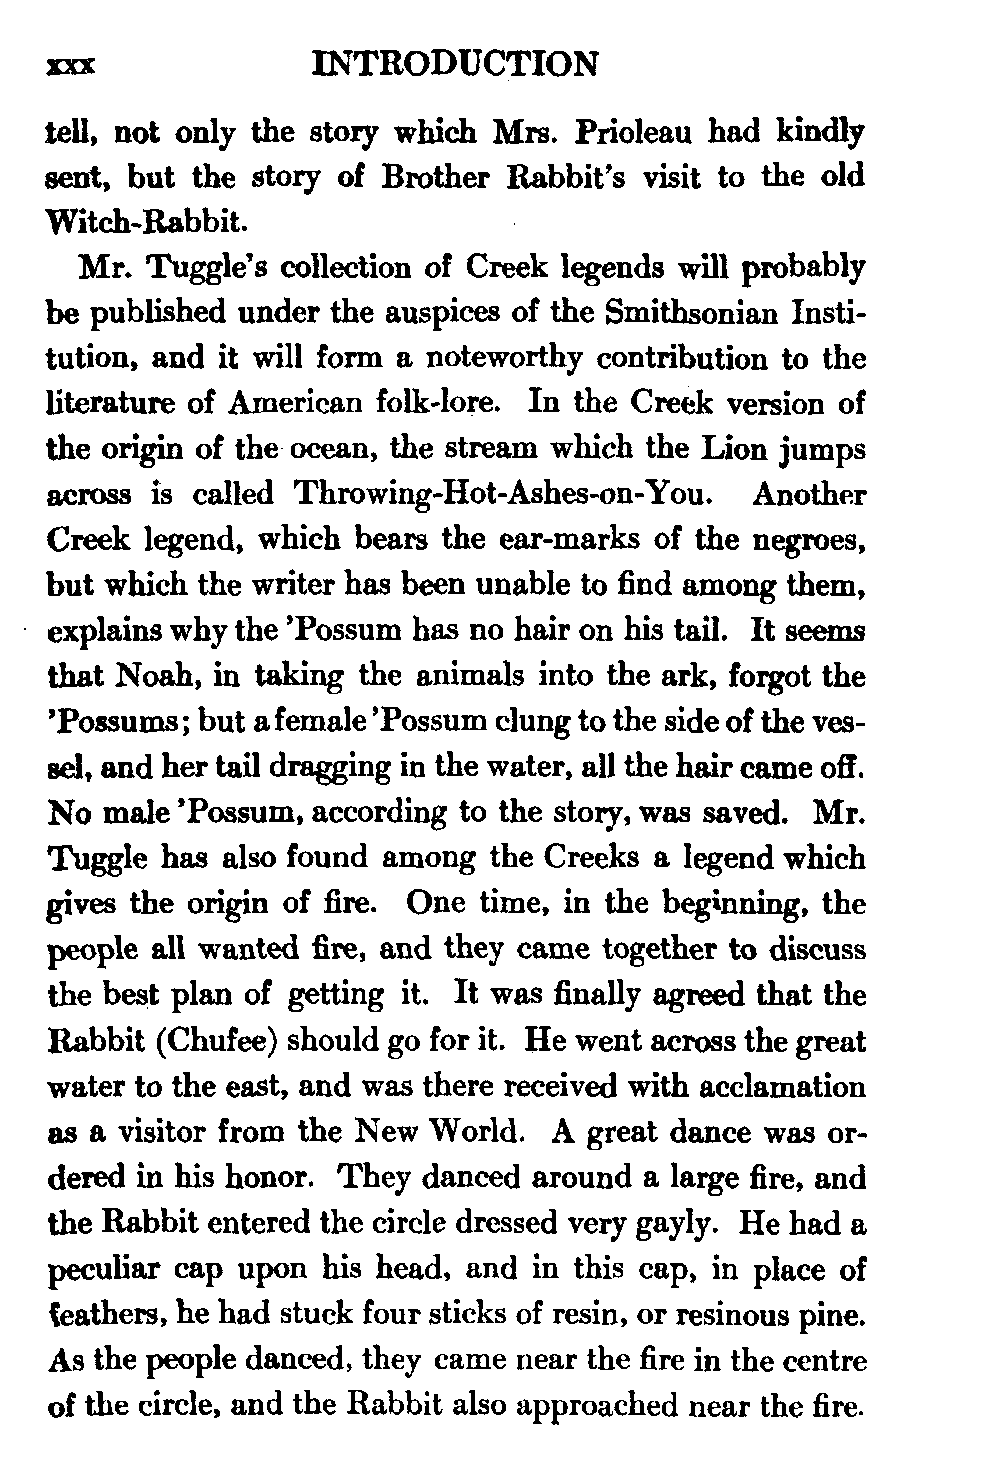 xxx INTRODUCTION
tell, not only the story which Mrs. Prioleau had kindly
sent, but the story of Brother Rabbit's visit to the old
Witch-Rabbit.
Mr. Tuggle's collection of Creek legends will probably
be published under the auspices of the Smithsonian Insti-
tution, and it will form a noteworthy contribution to the
literature of American folk-lore. In the Creek version of
the origin of the ocean, the stream which the Lion jumps
across is called Throwing-Hot-Ashes-on-You. Another
Creek legend, which bears the ear-marks of the negroes,
but which the writer has been unable to find among them,
explains why the 'Possum has no hair on his tail. It seems
that Noah, in taking the animals into the ark, forgot the
'Possums; but a female 'Possum clung to the side of the ves-
sel, and her tail dragging in the water, all the hair came off.
No male 'Possum, according to the story, was saved. Mr.
Tuggle has also found among the Creeks a legend which
gives the origin of fire. One time, in the beginning, the
people all wanted fire, and they came together to discuss
the best plan of getting it. It was finally agreed that the
Rabbit (Chufee) should go for it. He went across the great
water to the east, and was there received with acclamation
as a visitor from the New World. A great dance was or-
dered in his honor. They danced around a large fire, and
the Rabbit entered the circle dressed very gayly. He had a
peculiar cap upon his head, and in this cap, in place of
feathers, he had stuck four sticks of resin, or resinous pine.
As the people danced, they came near the fire in the centre
of the circle, and the Rabbit also approached near the fire.